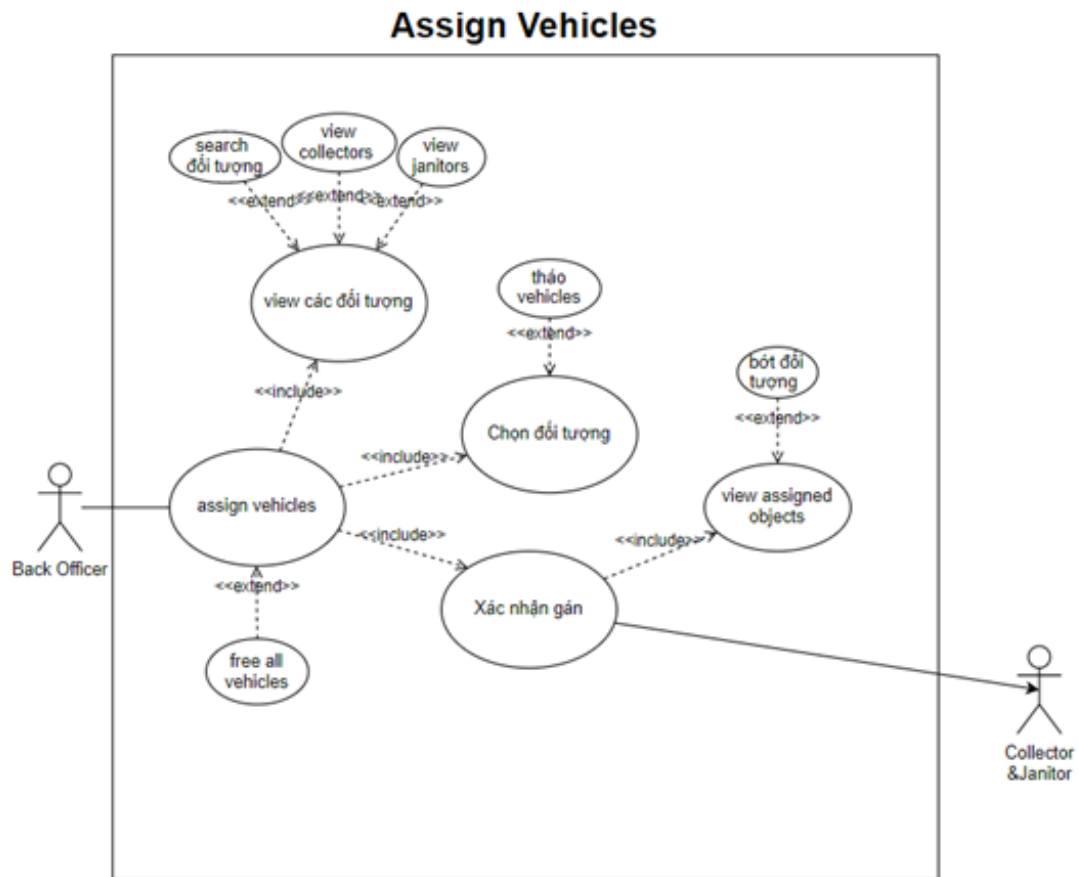 Assign Vehicles
search
đối tượng
view
collectors
view
janitors
<<extend>>
<<extend>>
<<extend>>
view các đối tượng
tháo
vehicles
<<extend>>
bót đối
tượng
<<include>>
<<extend>>
Chọn đối tượng
<<include>>
view assigned
objects
assign vehicles
<<include>>
<<include>>
Back Officer
<<extend>>
Xác nhận gán
free all
vehicles
Collector
&Janitor